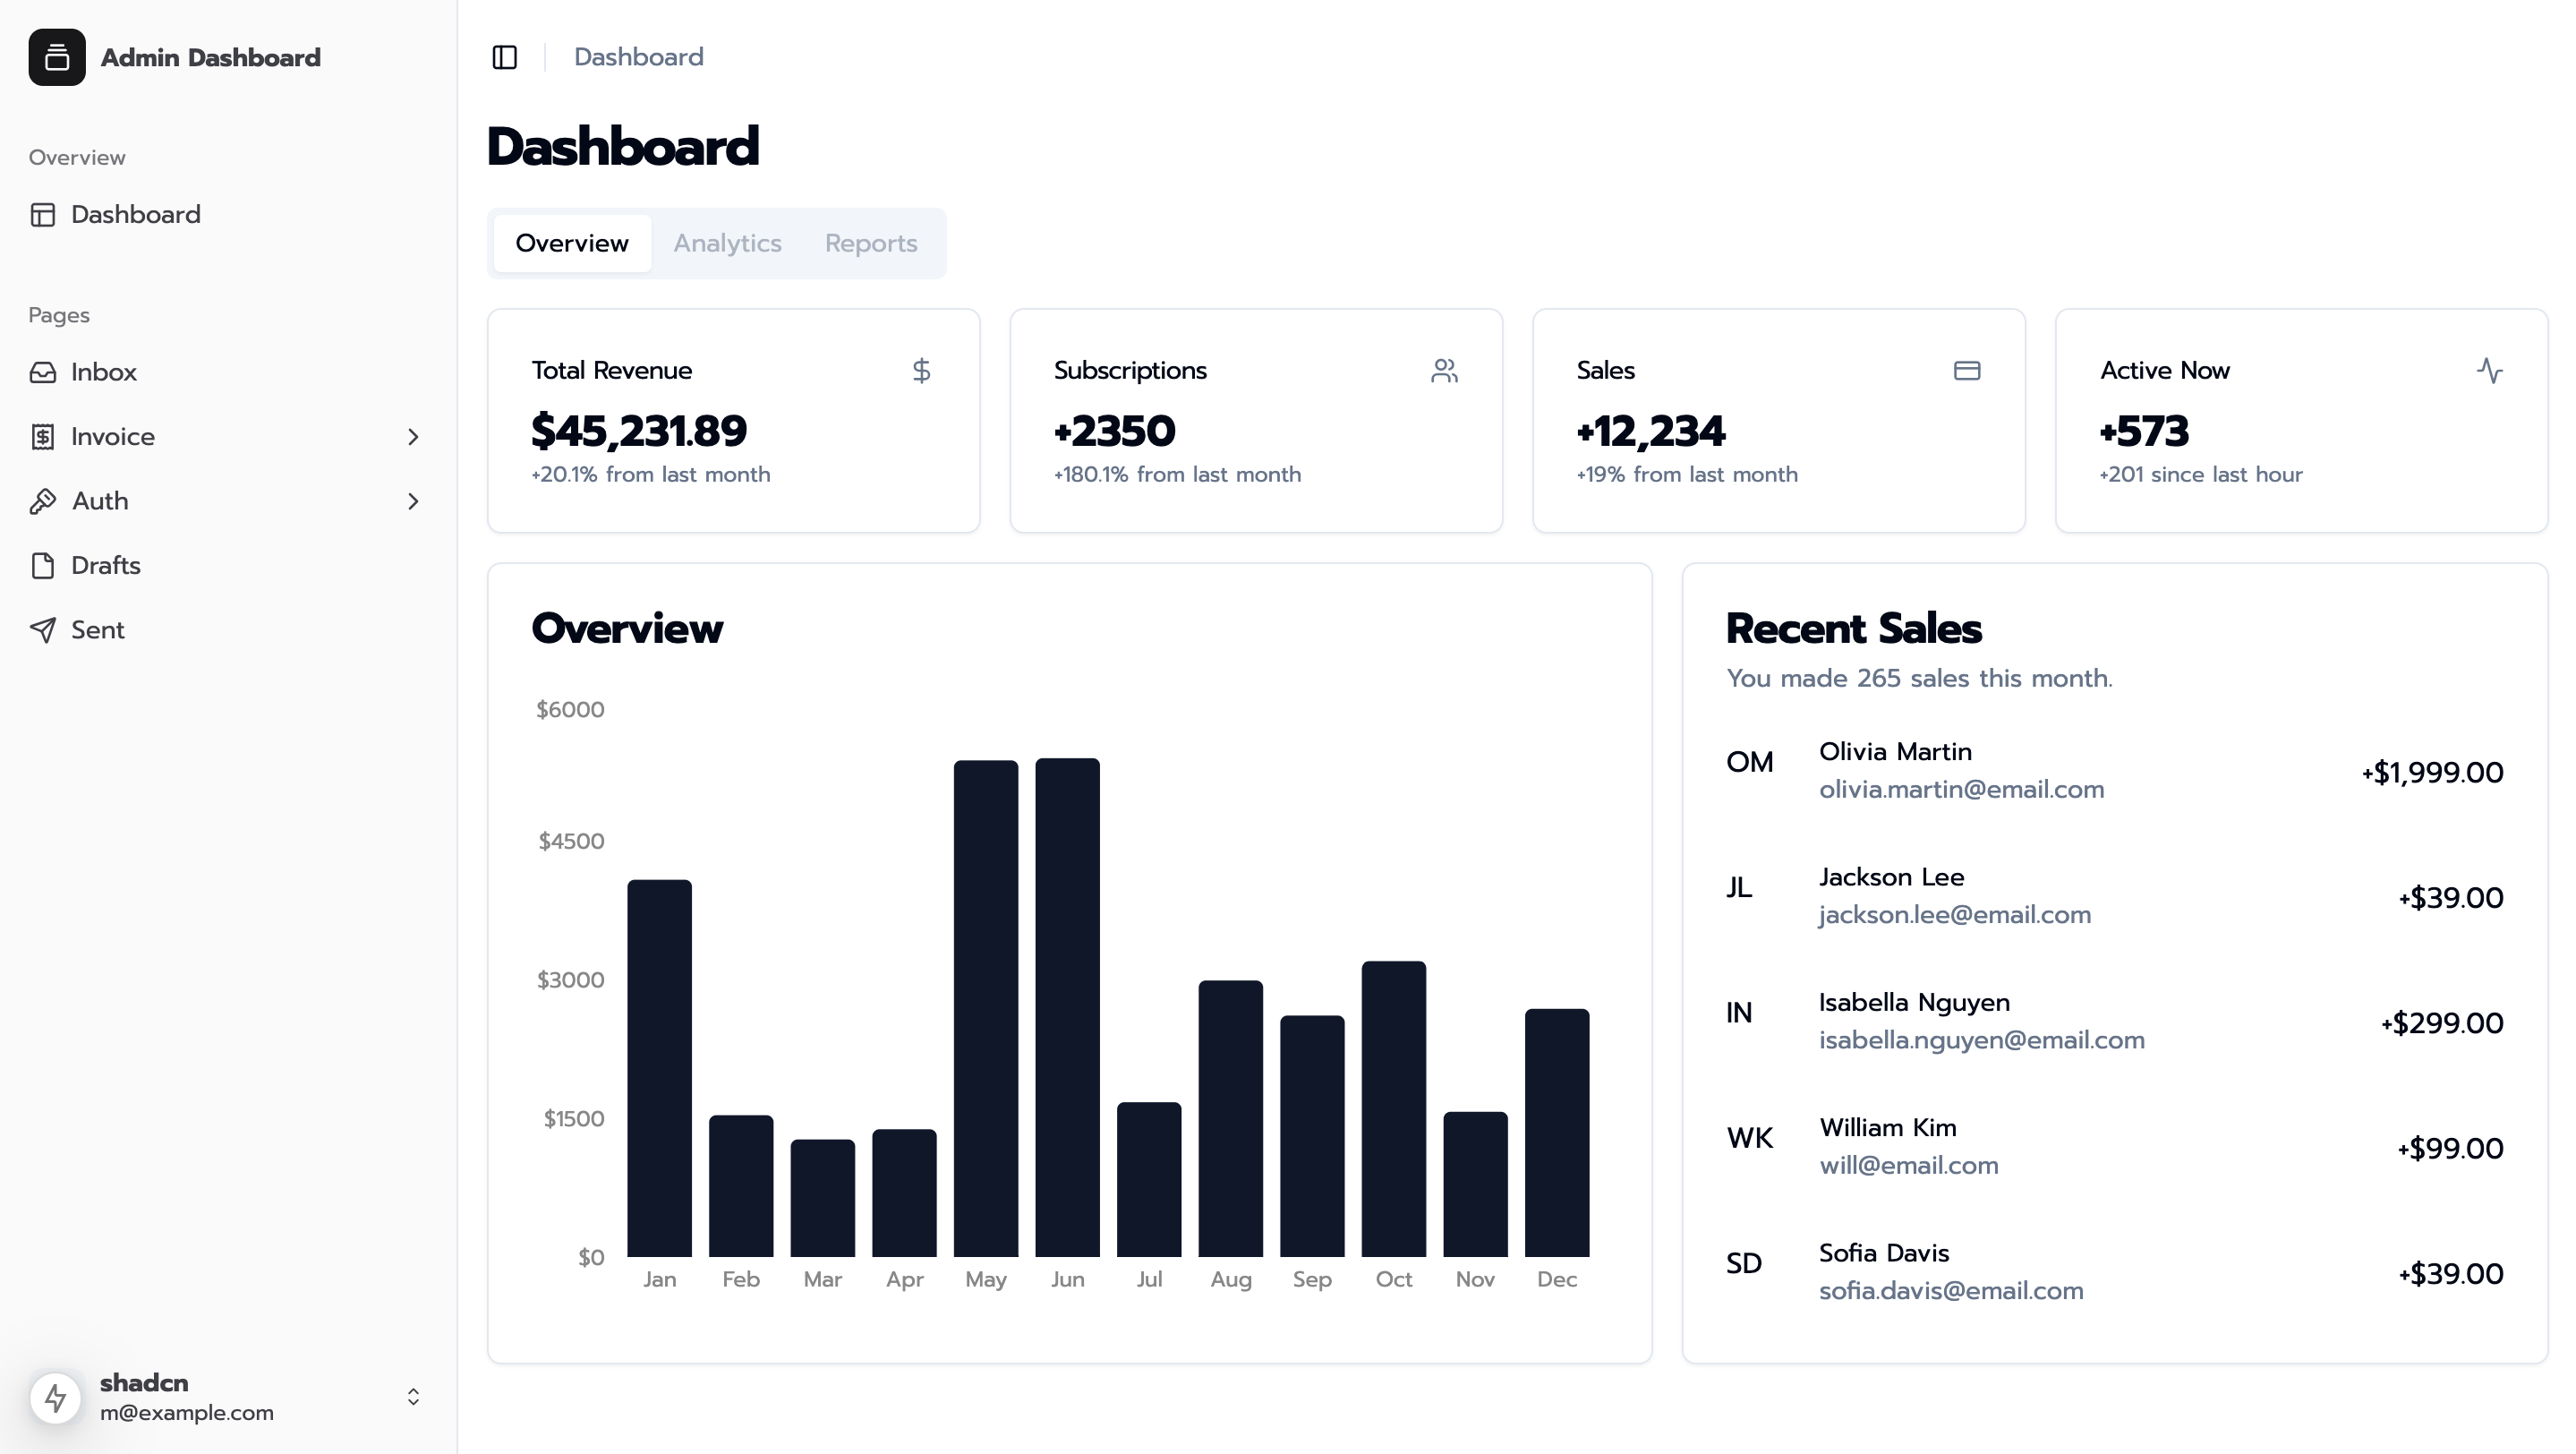 Admin Dashboard
Overview
Dashboard
Pages
Inbox
Invoice
Auth
Drafts
Sent
shadcn
m@example.com
Dashboard
Dashboard
Overview Analytics Reports
Total Revenue
$45,231.89
+20.1% from last month
Subscriptions
+2350
+180.1% from last month
Sales
+12,234
+19% from last month
Active Now
+573
+201 since last hour
Overview
$6000
$4500
$3000
$1500
$0
Jan Feb Mar Apr May Jun Jul Aug Sep Oct Nov Dec
Recent Sales
You made 265 sales this month.
OM
Olivia Martin
olivia.martin@email.com
+$1,999.00
JL
Jackson Lee
jackson.lee@email.com
+$39.00
IN
Isabella Nguyen
isabella.nguyen@email.com
+$299.00
WK
William Kim
will@email.com
+$99.00
SD
Sofia Davis
sofia.davis@email.com
+$39.00